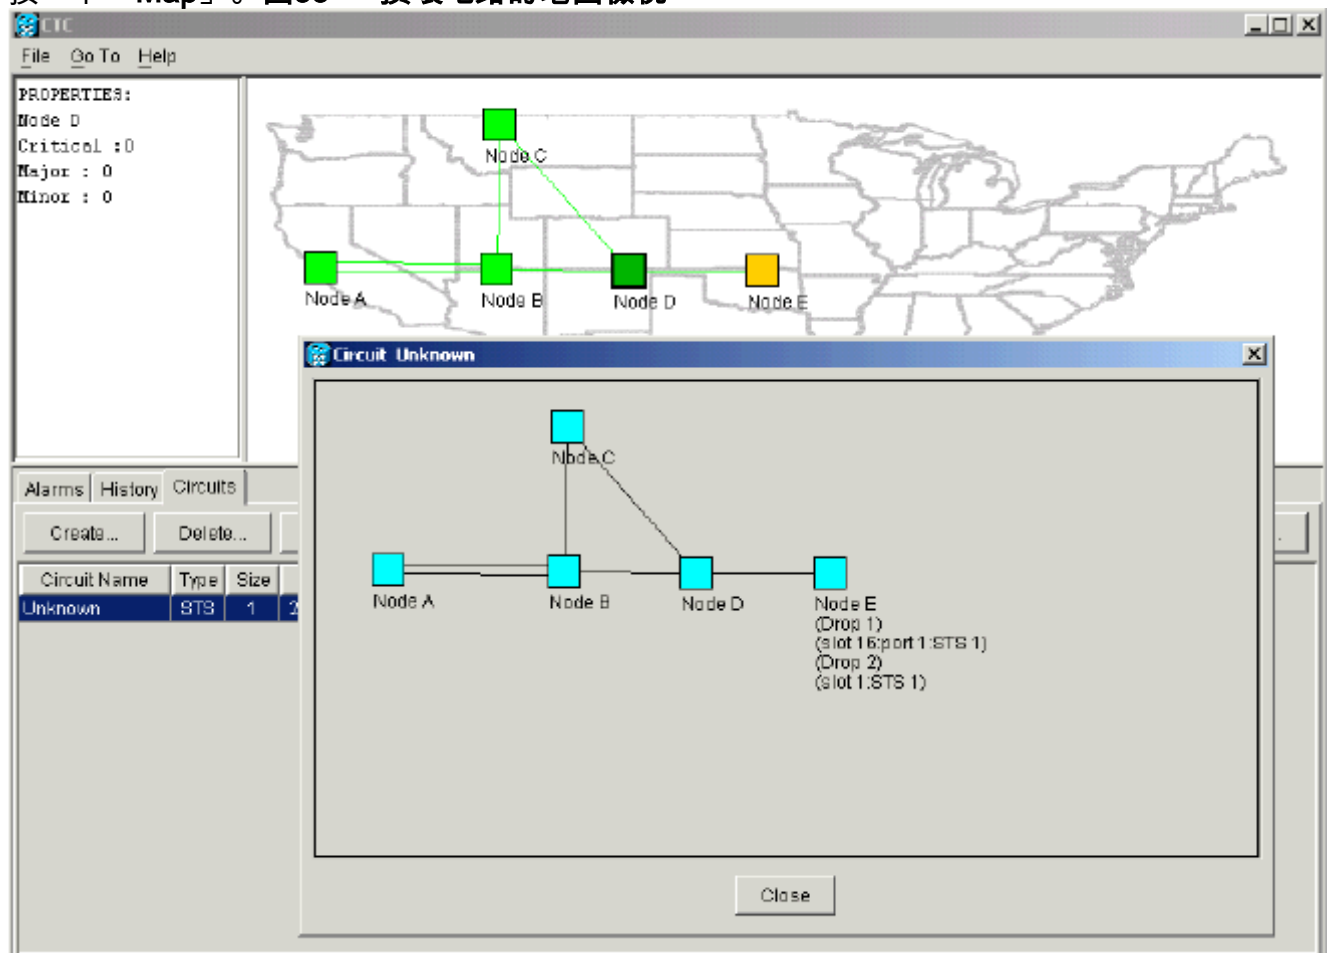 Map」。
CTC
File Go To Help
PROPERTIES:
Node D
Critical :0
Major : 0
Minor : 0
Node C
Node A
Node B
Node D
Node E
Circuit Unknown
Node C
Node A
Node B
Node D
Node E
(Drop 1)
(slot 16:port 1:STS 1)
(Drop 2)
(slot 1:STS 1)
Alarms History Circuits
Create... Delete...
Circuit Name Type Size
Unknown STS 1
Close